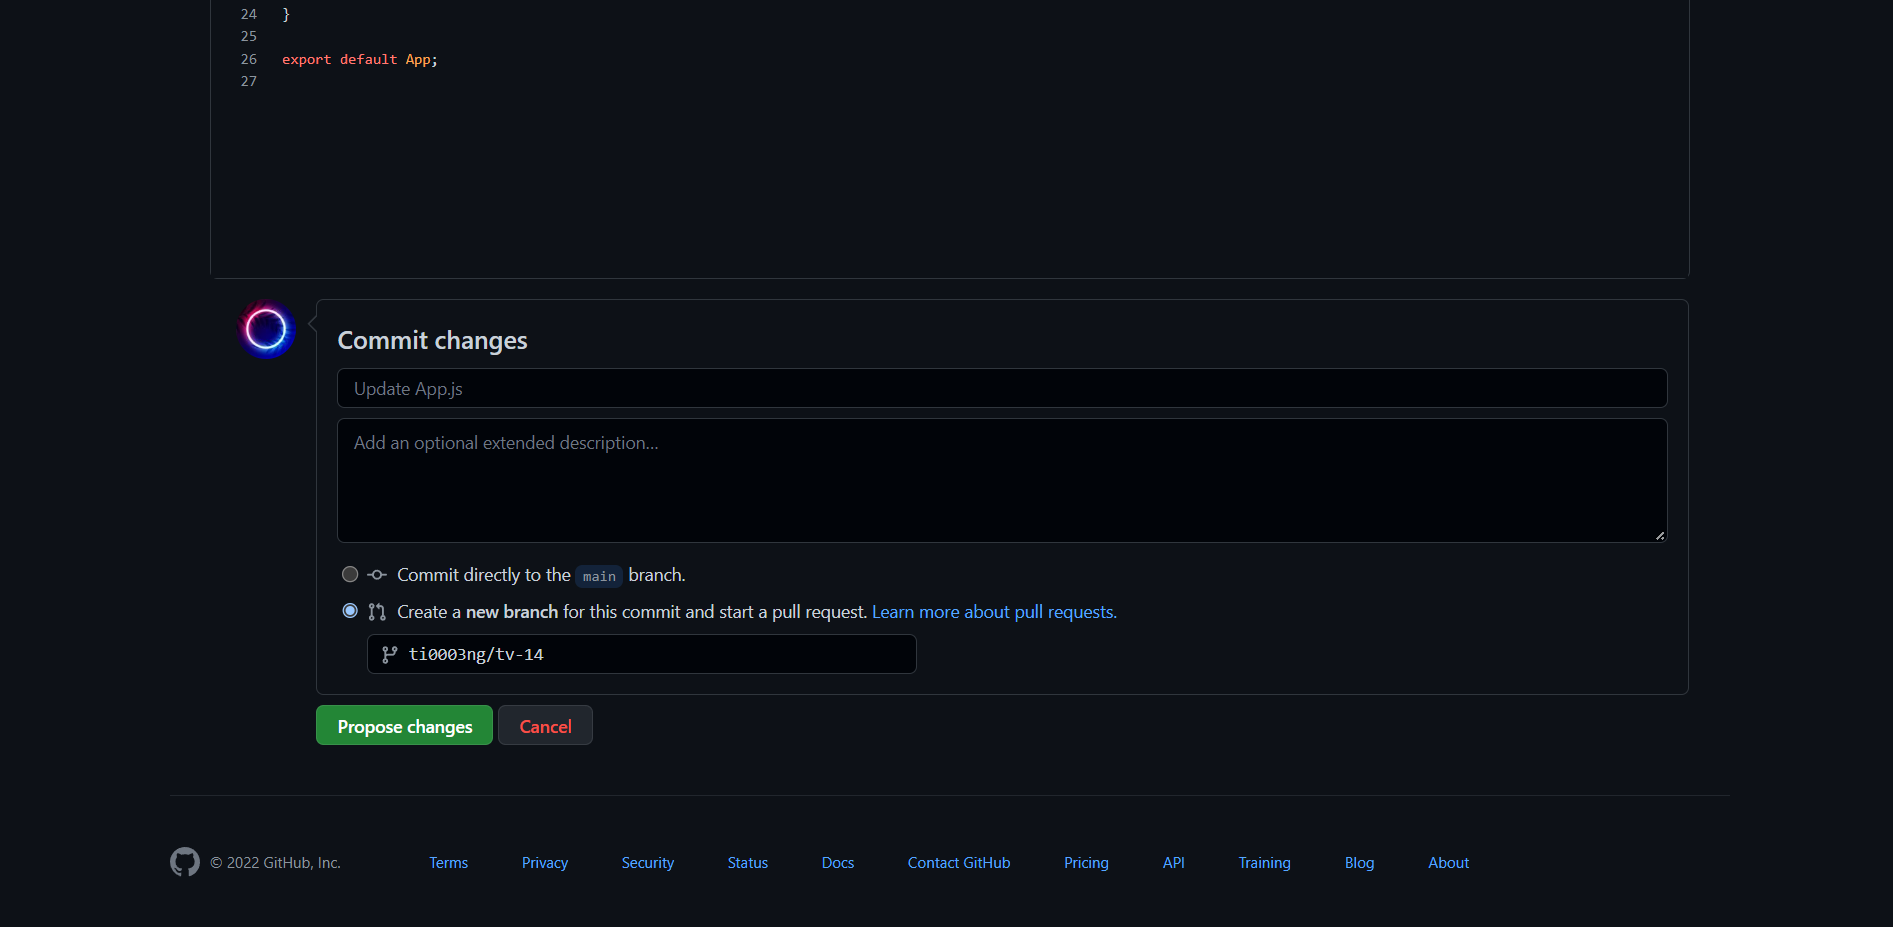 24 }
25
26 export default App;
27
Commit changes
Update App.js
Add an optional extended description...
Commit directly to the main branch.
Create a new branch for this commit and start a pull request. Learn more about pull requests.
ti0003ng/tv-14
Propose changes Cancel
© 2022 GitHub, Inc. Terms Privacy Security Status Docs Contact GitHub Pricing API Training Blog About